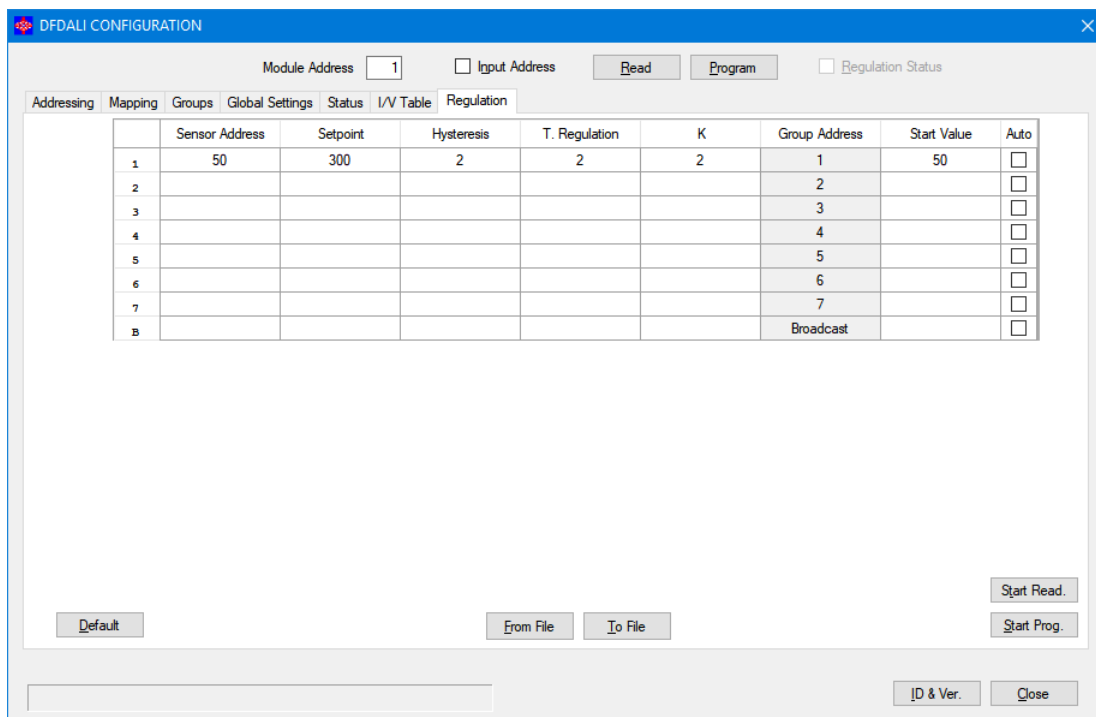 DFDALI CONFIGURATION
Module Address 1 Input Address Read Program Regulation Status
Addressing Mapping Groups Global Settings Status I/V Table Regulation
Sensor Address Setpoint Hysteresis T. Regulation K Group Address Start Value Auto
1 50 300 2 2 2 1 50
2 2
3 3
4 4
5 5
6 6
7 7
B Broadcast
Start Read.
Default From File To File Start Prog.
ID & Ver. Close